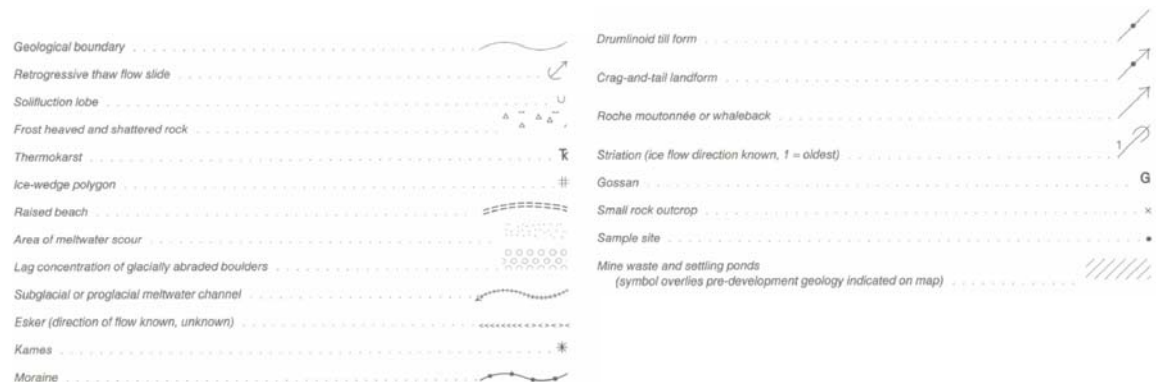 Geological boundary
Retrogressive thaw flow slide
Solifluction lobe
Frost heaved and shattered rock
Thermokarst Tk
Ice-wedge polygon
Raised beach
Area of meltwater scour
Lag concentration of glacially abraded boulders
Subglacial or proglacial meltwater channel
Esker (direction of flow known, unknown)
Kames
Moraine
Drumlinoid till form
Crag-and-tail landform
Roche moutonnée or whaleback
Striation (ice flow direction known, 1 = oldest) 1
Gossan G
Small rock outcrop
Sample site
Mine waste and settling ponds
(symbol overlies pre-development geology indicated on map)